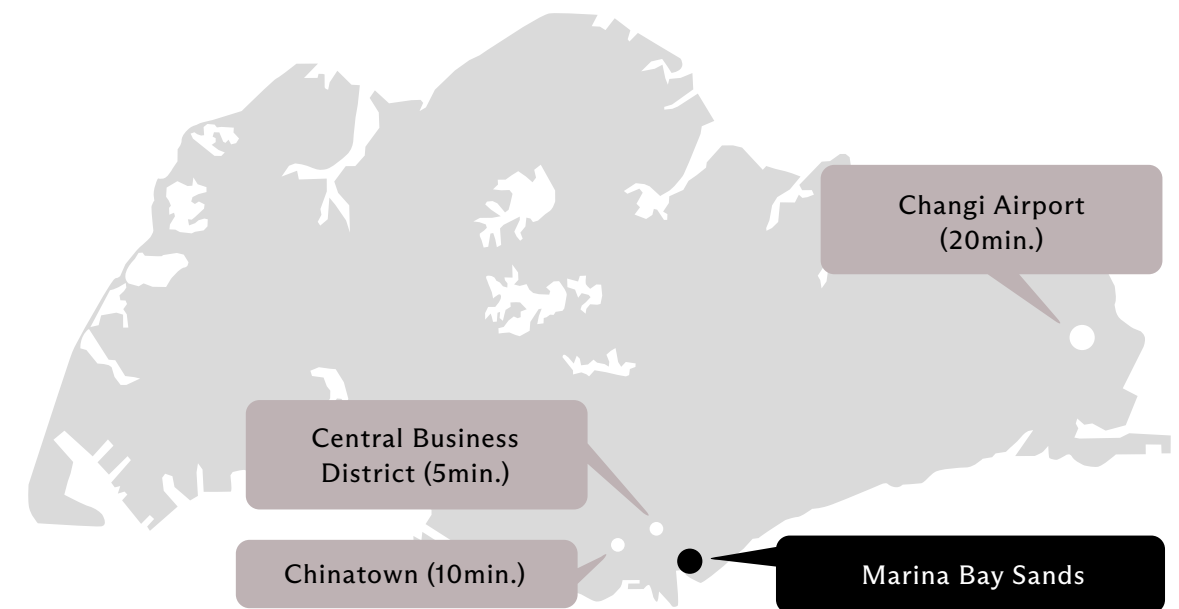 Changi Airport
(20min.)
Central Business
District (5min.)
Chinatown (10min.)
Marina Bay Sands